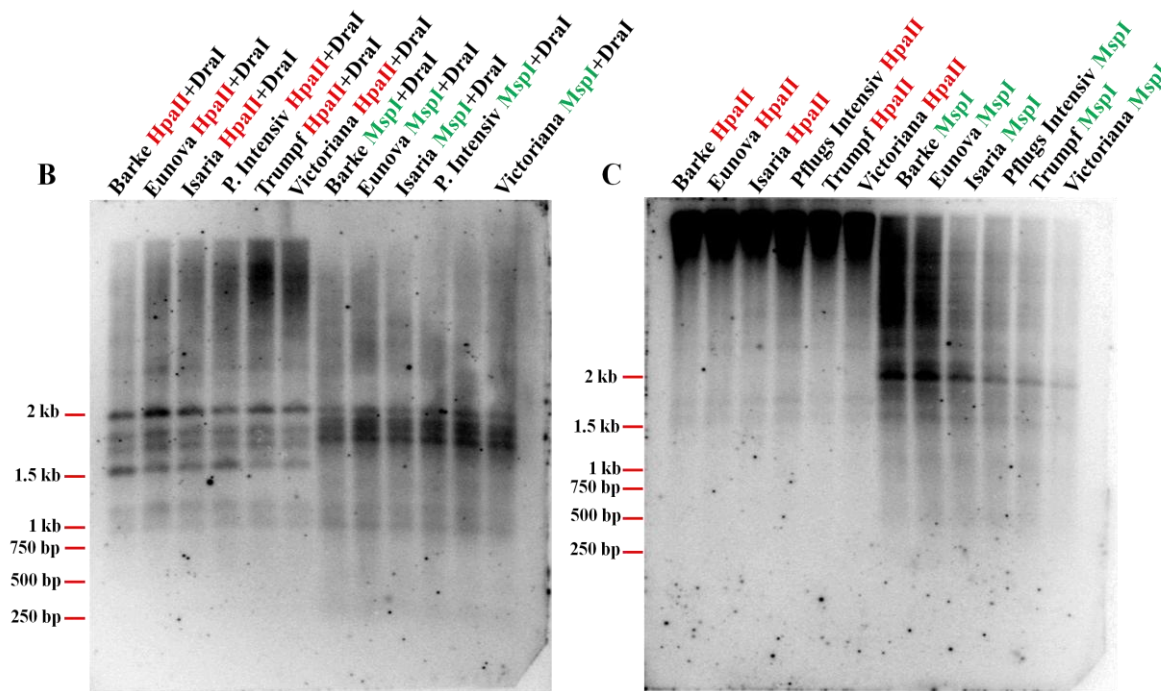 B
Barke HpaII+DraI
Eunova HpaII+DraI
Isaria HpaII+DraI
P. Intensiv HpaII+DraI
Trumpf HpaII+DraI
Victoriana HpaII+DraI
Barke MspI+DraI
Eunova MspI+DraI
Isaria MspI+DraI
P. Intensiv MspI+DraI
Victoriana MspI+DraI
2 kb
1.5 kb
1 kb
750 bp
500 bp
250 bp
C
Barke HpaII
Eunova HpaII
Isaria HpaII
Pflugs Intensiv HpaII
Trumpf HpaII
Victoriana HpaII
Barke MspI
Eunova MspI
Isaria MspI
Pflugs Intensiv MspI
Trumpf MspI
Victoriana MspI
2 kb
1.5 kb
1 kb
750 bp
500 bp
250 bp